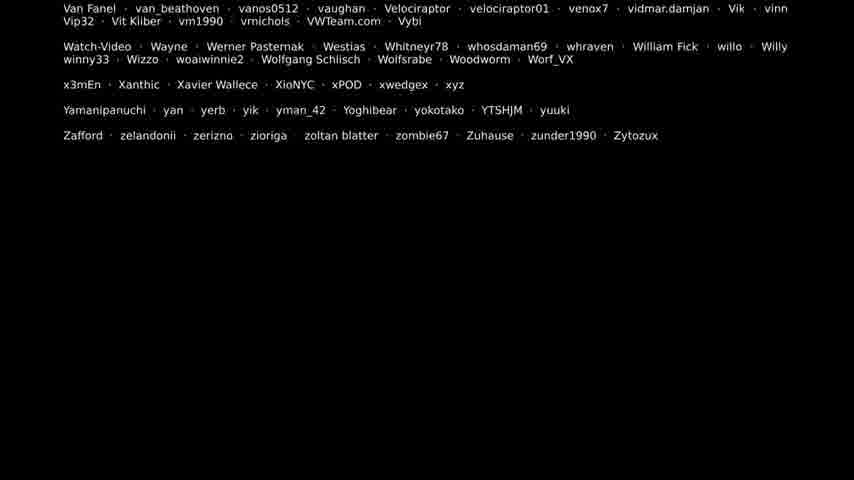 Van Fanel · van_beathoven · vanos0512 · vaughan · Velociraptor · velociraptor01 · venox7 · vidmar.damjan · Vik · vinn
Vip32 · Vit Kliber · vm1990 · vrnichols · VWTeam.com · Vybi
Watch-Video · Wayne · Werner Pasternak · Westias · Whitneyr78 · whosdaman69 · whraven · William Fick · willo · Willy
winny33 · Wizzo · woaiwinnie2 · Wolfgang Schlisch · Wolfsrabe · Woodworm · Worf_VX
x3mEn · Xanthic · Xavier Wallece · XioNYC · xPOD · xwedgex · xyz
Yamanipanuchi · yan · yerb · yik · yman_42 · Yoghibear · yokotako · YTSHJM · yuuki
Zafford · zelandonii · zerizno · zioriga · zoltan blatter · zombie67 · Zuhause · zunder1990 · Zytozux